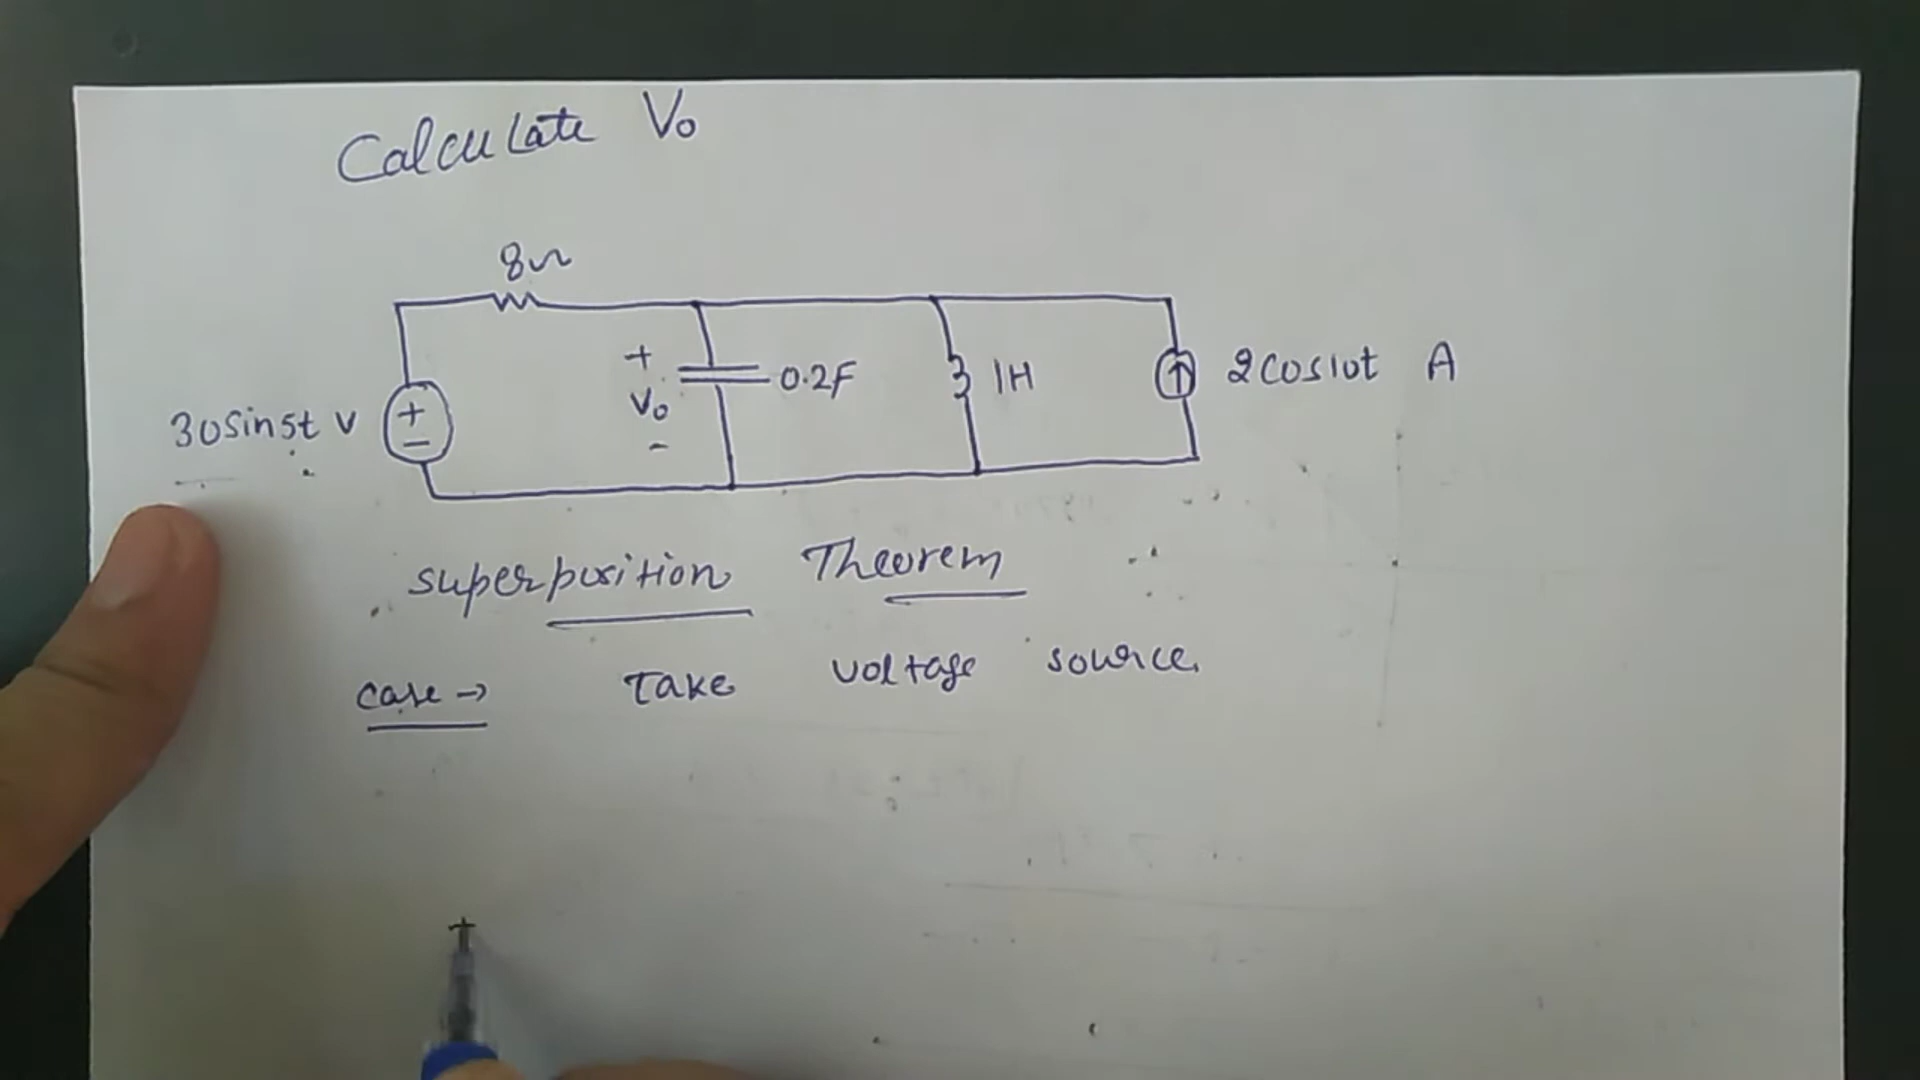 Calculate Vo
8Ω
+
Vo
-
0.2F
1H
2cos10t A
30sin5t V
+
-
superposition Theorem
case → Take voltage source